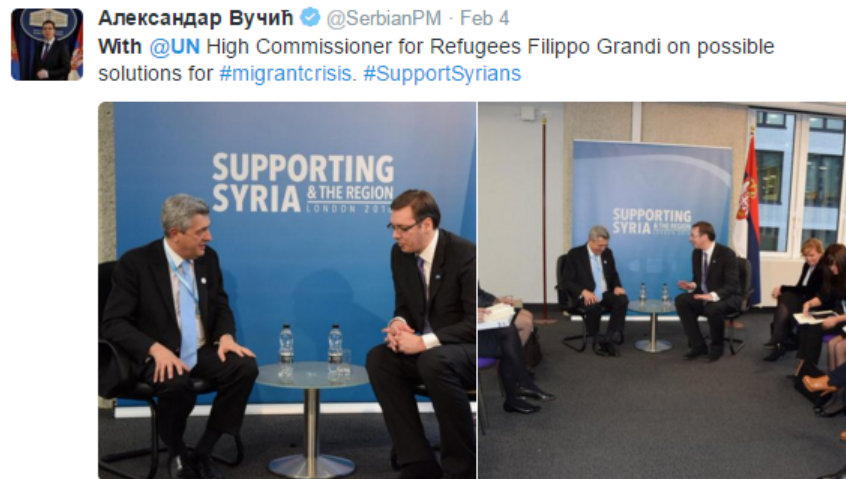 Александар Вучић @SerbianPM · Feb 4
With @UN High Commissioner for Refugees Filippo Grandi on possible
solutions for #migrantcrisis. #SupportSyrians
SUPPORTING
SYRIA & THE REGION
LONDON 201
SUPPORTING
SYRIA & THE REGION